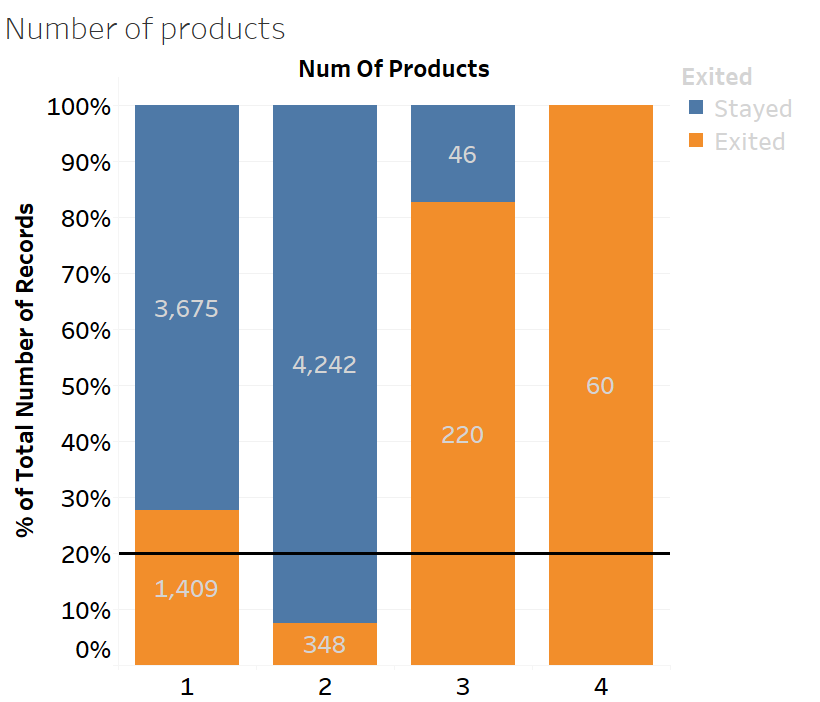 Number of products
Num Of Products
Exited
Stayed
Exited
% of Total Number of Records
100%
90%
80%
70%
60%
50%
40%
30%
20%
10%
0%
46
3,675
4,242
60
220
1,409
348
1 2 3 4